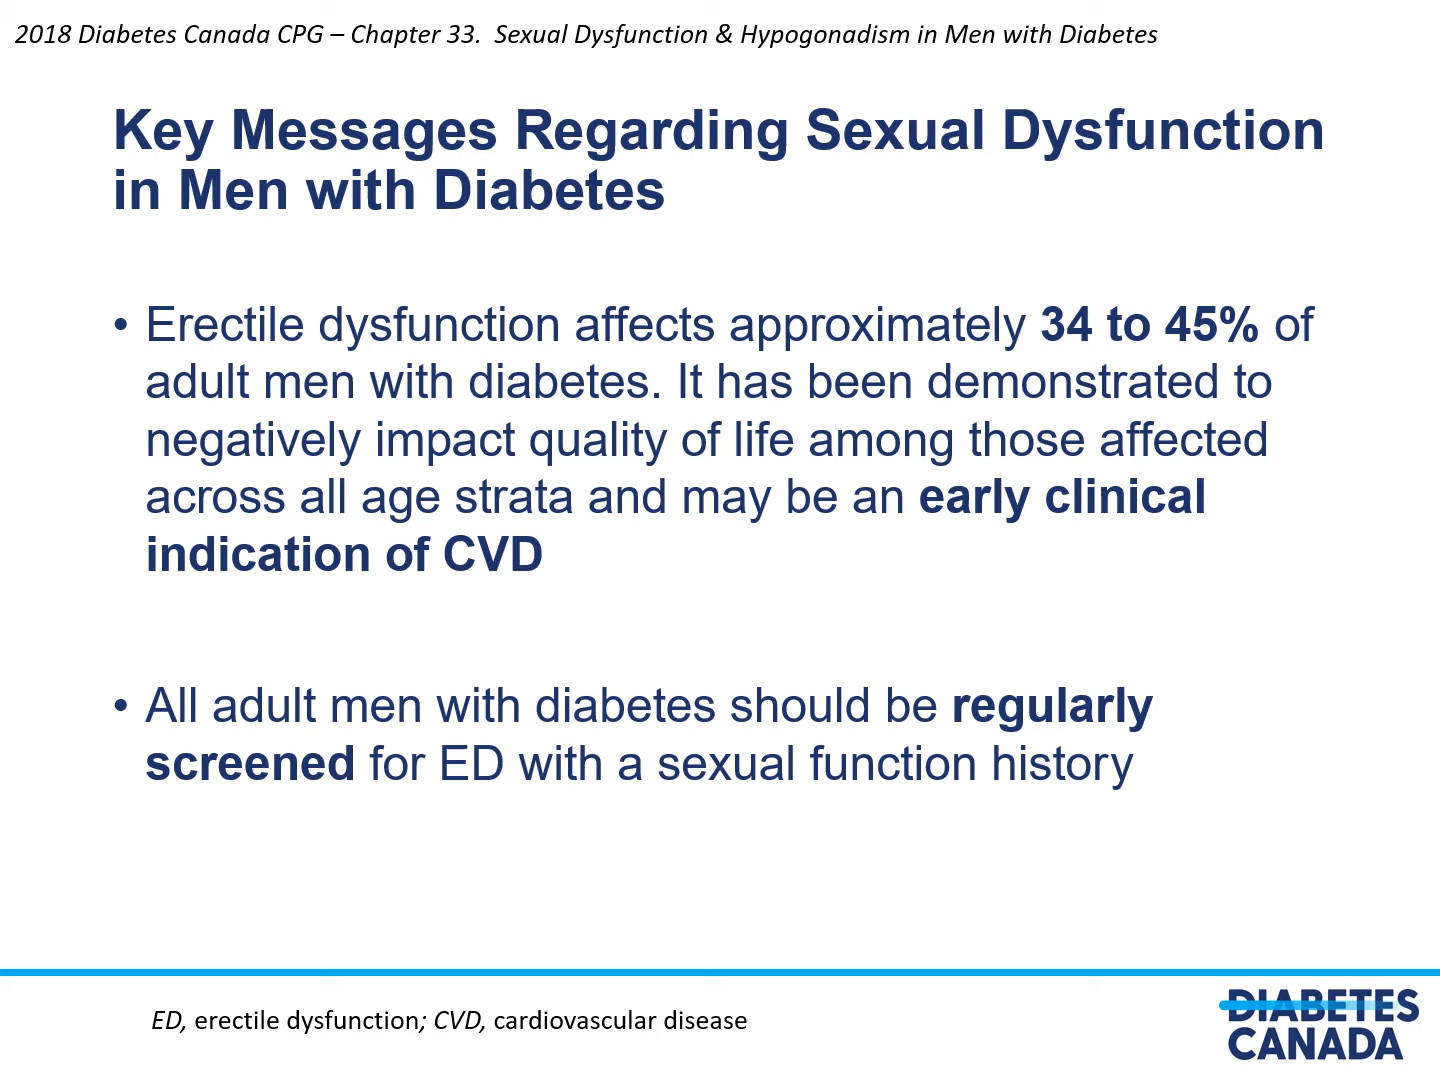 2018 Diabetes Canada CPG – Chapter 33.  Sexual Dysfunction & Hypogonadism in Men with Diabetes
Key Messages Regarding Sexual Dysfunction
in Men with Diabetes
• Erectile dysfunction affects approximately 34 to 45% of
adult men with diabetes. It has been demonstrated to
negatively impact quality of life among those affected
across all age strata and may be an early clinical
indication of CVD
• All adult men with diabetes should be regularly
screened for ED with a sexual function history
ED, erectile dysfunction; CVD, cardiovascular disease
DIABETES
CANADA